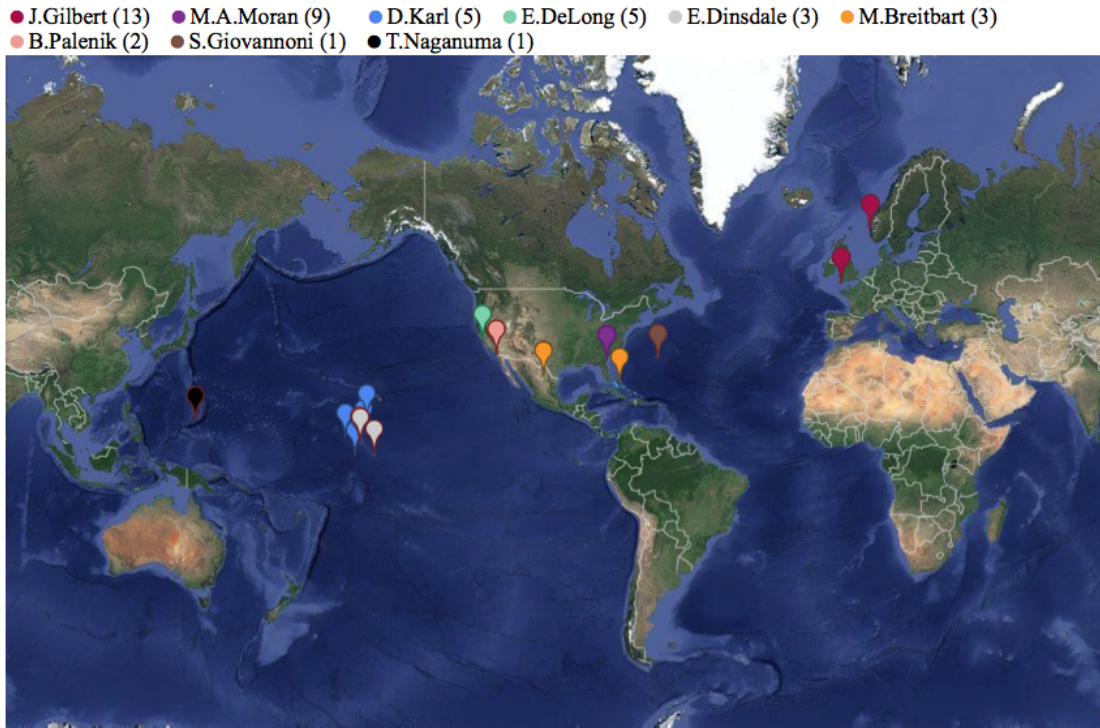 J.Gilbert (13) M.A.Moran (9) D.Karl (5) E.DeLong (5) E.Dinsdale (3) M.Breitbart (3)
B.Palenik (2) S.Giovannoni (1) T.Naganuma (1)